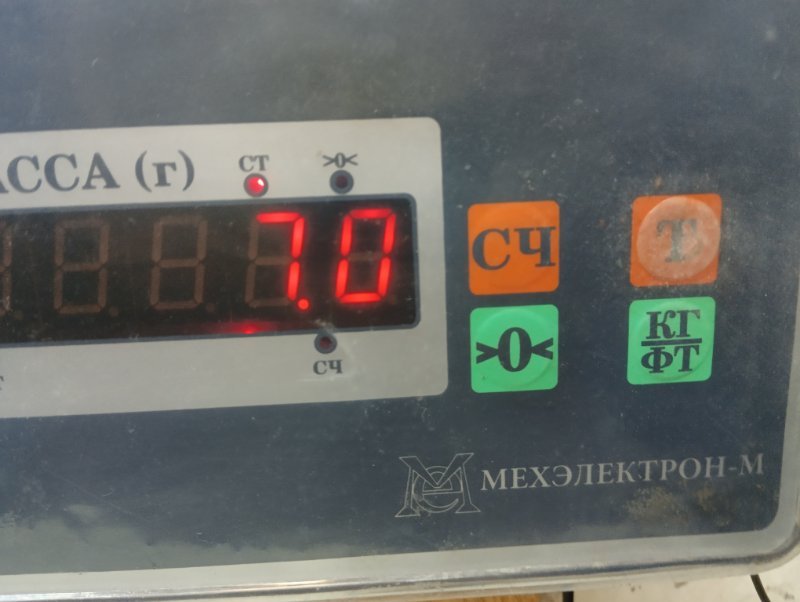 АССА (г)
СТ
>0<
7.0
СЧ
Т
>0<
КГ
ФТ
СЧ
МЕХЭЛЕКТРОН-М